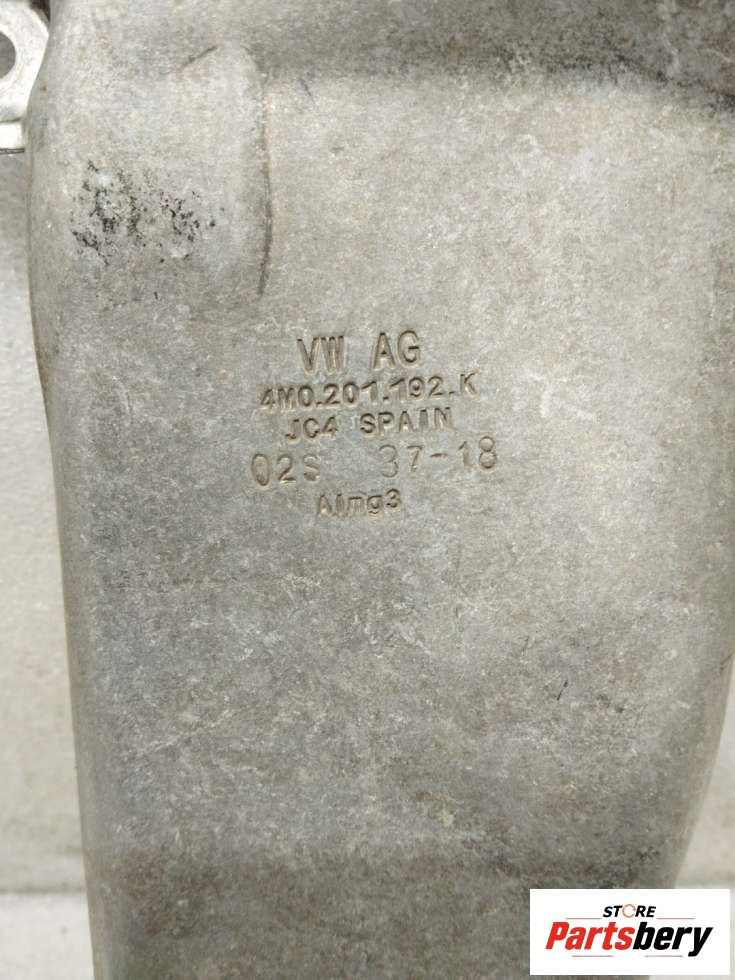 VW AG
4M0.201.192.K
JC4 SPAIN
02S 37-18
Almg3
STORE
Partsbery